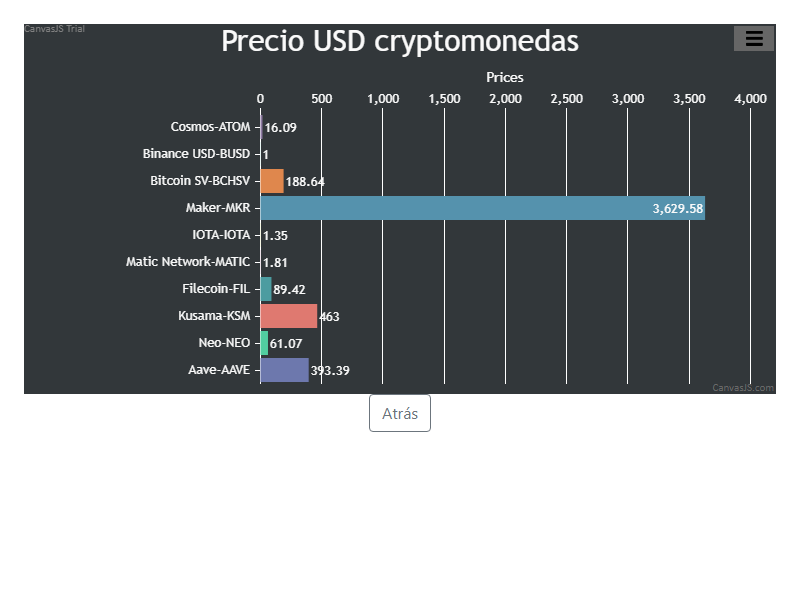 CanvasJS Trial
Precio USD cryptomonedas
Prices
0 500 1,000 1,500 2,000 2,500 3,000 3,500 4,000
Cosmos-ATOM 16.09
Binance USD-BUSD 1
Bitcoin SV-BCHSV 188.64
Maker-MKR 3,629.58
IOTA-IOTA 1.35
Matic Network-MATIC 1.81
Filecoin-FIL 89.42
Kusama-KSM 463
Neo-NEO 61.07
Aave-AAVE 393.39
CanvasJS.com
Atrás